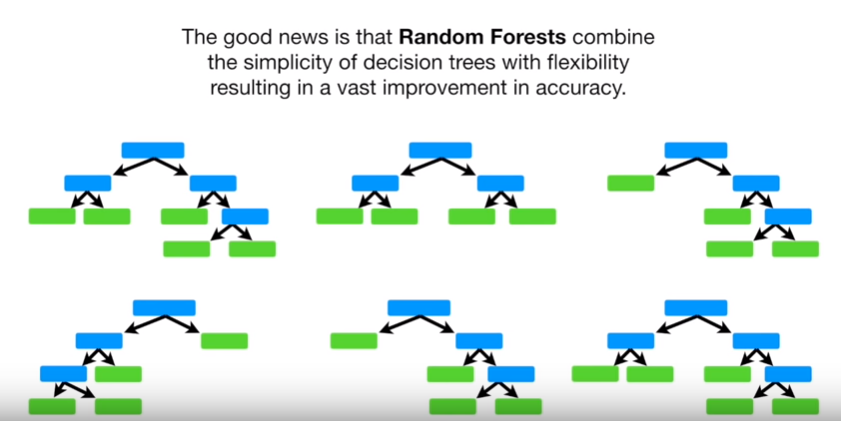 The good news is that Random Forests combine
the simplicity of decision trees with flexibility
resulting in a vast improvement in accuracy.